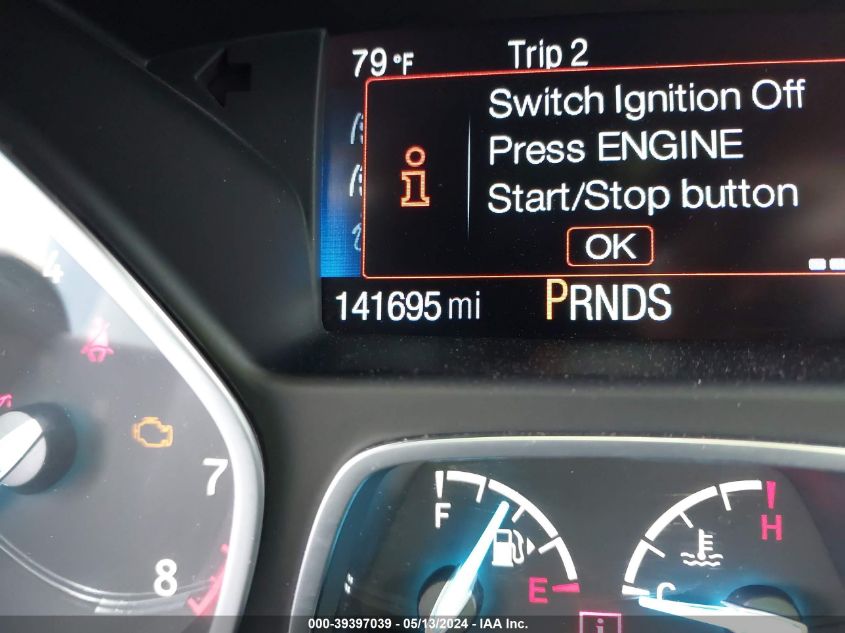 79 °F Trip 2
Switch Ignition Off
Press ENGINE
Start/Stop button
OK
141695 mi PRNDS
4
7
8
F
E
H
C
i
000-39397039 - 05/13/2024 - IAA Inc.